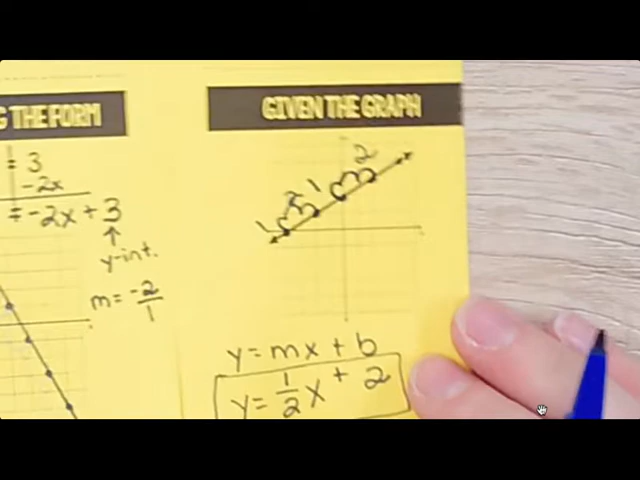 G THE FORM
= 3
-2x
= -2x + 3
y-int.
m = -2/1
GIVEN THE GRAPH
2
2 1
1
y = mx + b
y = 1/2 x + 2